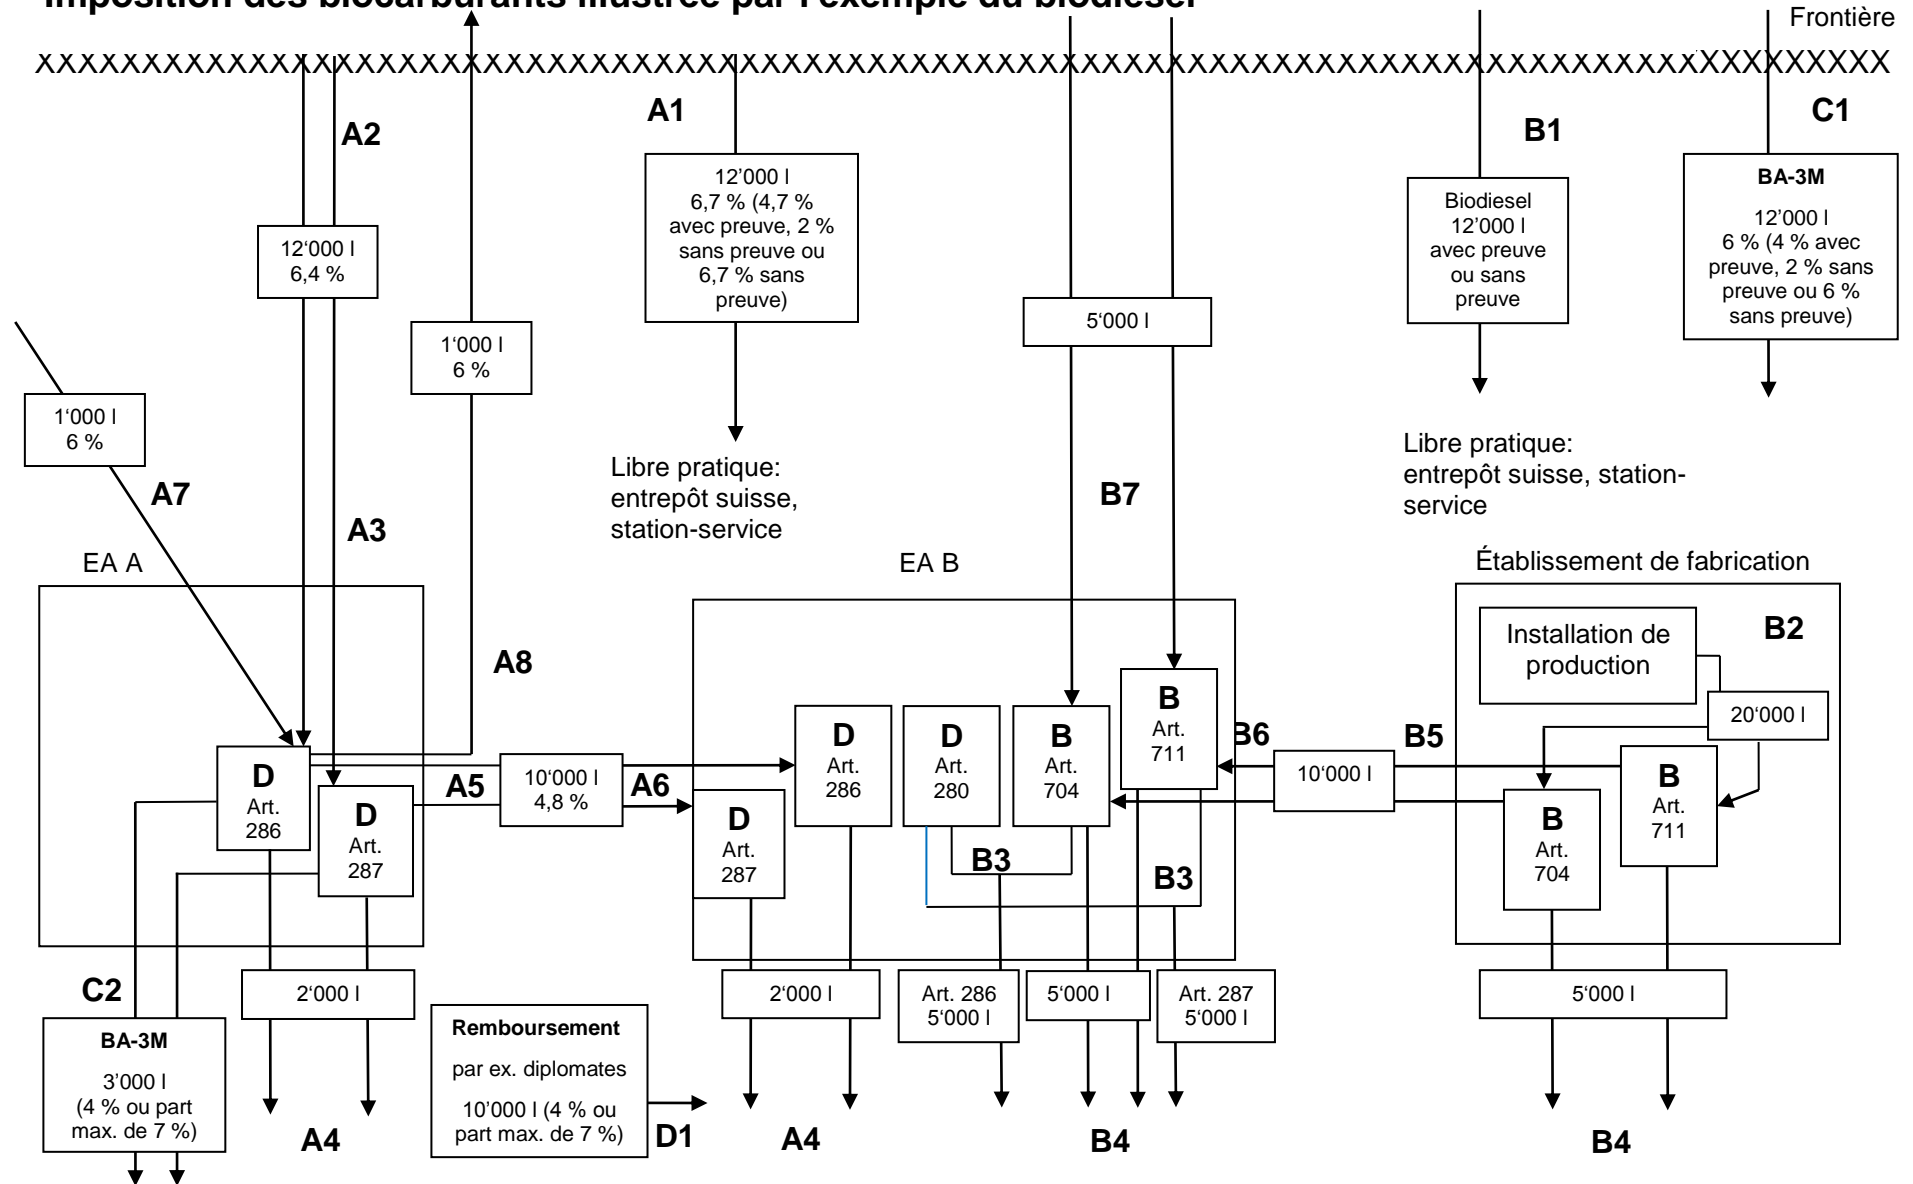 Imposition des biocarburants illustrée par l'exemple du biodiesel
Frontière
XXXXXXXXXXXXXXXXXXXXXXXXXXXXXXXXXXXXXXXXXXXXXXXXXXXXXXXXXXXXXXXXXXXXXXXXXXXXXXXXXXXXXXXX
A2
A1
B1
C1
12‘000 l
6,4 %
12’000 l
6,7 % (4,7 %
avec preuve, 2 %
sans preuve ou
6,7 % sans
preuve)
Biodiesel
12’000 l
avec preuve
ou sans
preuve
BA-3M
12’000 l
6 % (4 % avec
preuve, 2 % sans
preuve ou 6 %
sans preuve)
1‘000 l
6 %
5‘000 l
1‘000 l
6 %
A7
A3
Libre pratique:
entrepôt suisse,
station-service
B7
Libre pratique:
entrepôt suisse, station-
service
EA A
EA B
Établissement de fabrication
A8
Installation de
production
B2
20‘000 l
D
Art.
286
D
Art.
287
A5
10‘000 l
4,8 %
A6
D
Art.
287
D
Art.
286
D
Art.
280
B
Art.
704
B
Art.
711
B6
10‘000 l
B5
B
Art.
704
B
Art.
711
B3
B3
C2
2‘000 l
2‘000 l
Art. 286
5‘000 l
5‘000 l
Art. 287
5‘000 l
5‘000 l
BA-3M
3’000 l
(4 % ou part
max. de 7 %)
A4
Remboursement
par ex. diplomates
10’000 l (4 % ou
part max. de 7 %)
D1
A4
B4
B4